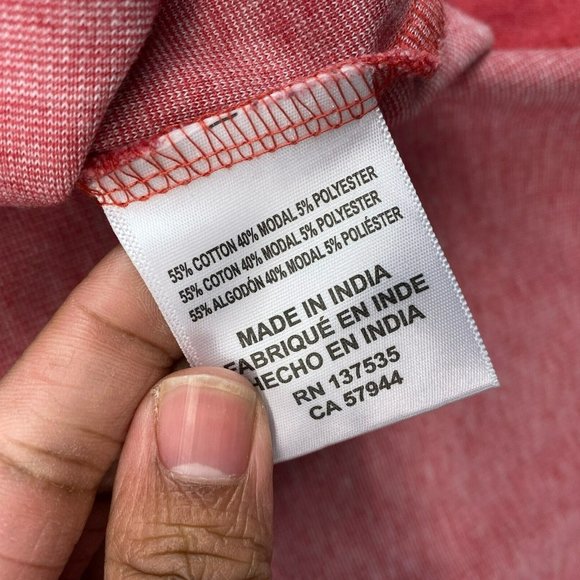 55% COTTON 40% MODAL 5% POLYESTER
55% COTON 40% MODAL 5% POLYESTER
55% ALGODÓN 40% MODAL 5% POLIÉSTER
MADE IN INDIA
FABRIQUÉ EN INDE
HECHO EN INDIA
RN 137535
CA 57944